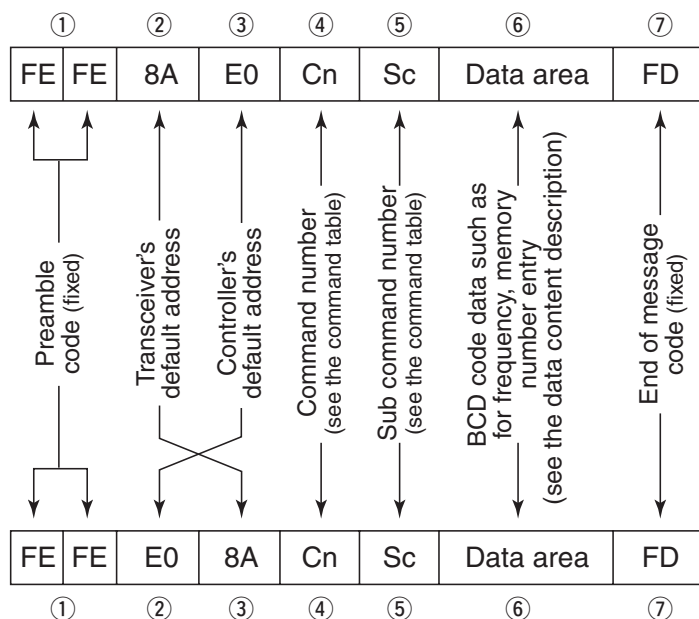 ① ② ③ ④ ⑤ ⑥ ⑦
FE FE 8A E0 Cn Sc Data area FD
Preamble
code (fixed)
Transceiver’s
default address
Controller’s
default address
Command number
(see the command table)
Sub command number
(see the command table)
BCD code data such as
for frequency, memory
number entry
(see the data content description)
End of message
code (fixed)
FE FE E0 8A Cn Sc Data area FD
① ② ③ ④ ⑤ ⑥ ⑦